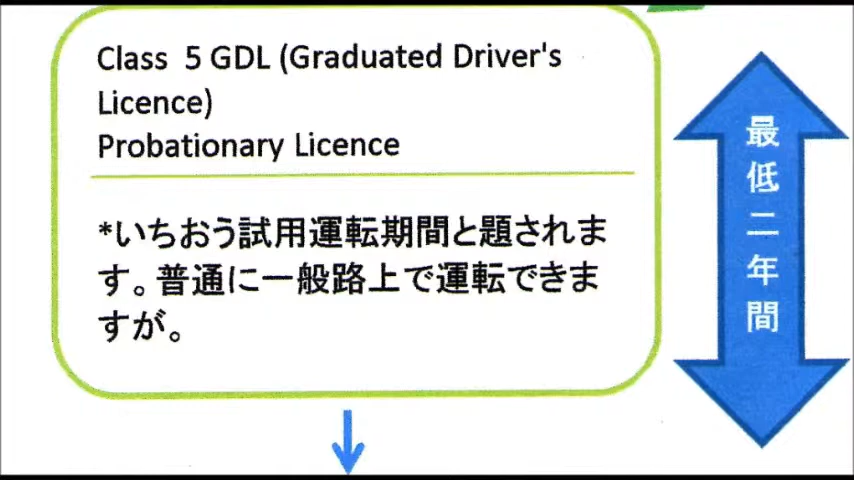 Class 5 GDL (Graduated Driver's
Licence)
Probationary Licence
*いちおう試用運転期間と題されま
す。普通に一般路上で運転できま
すが。
最低二年間